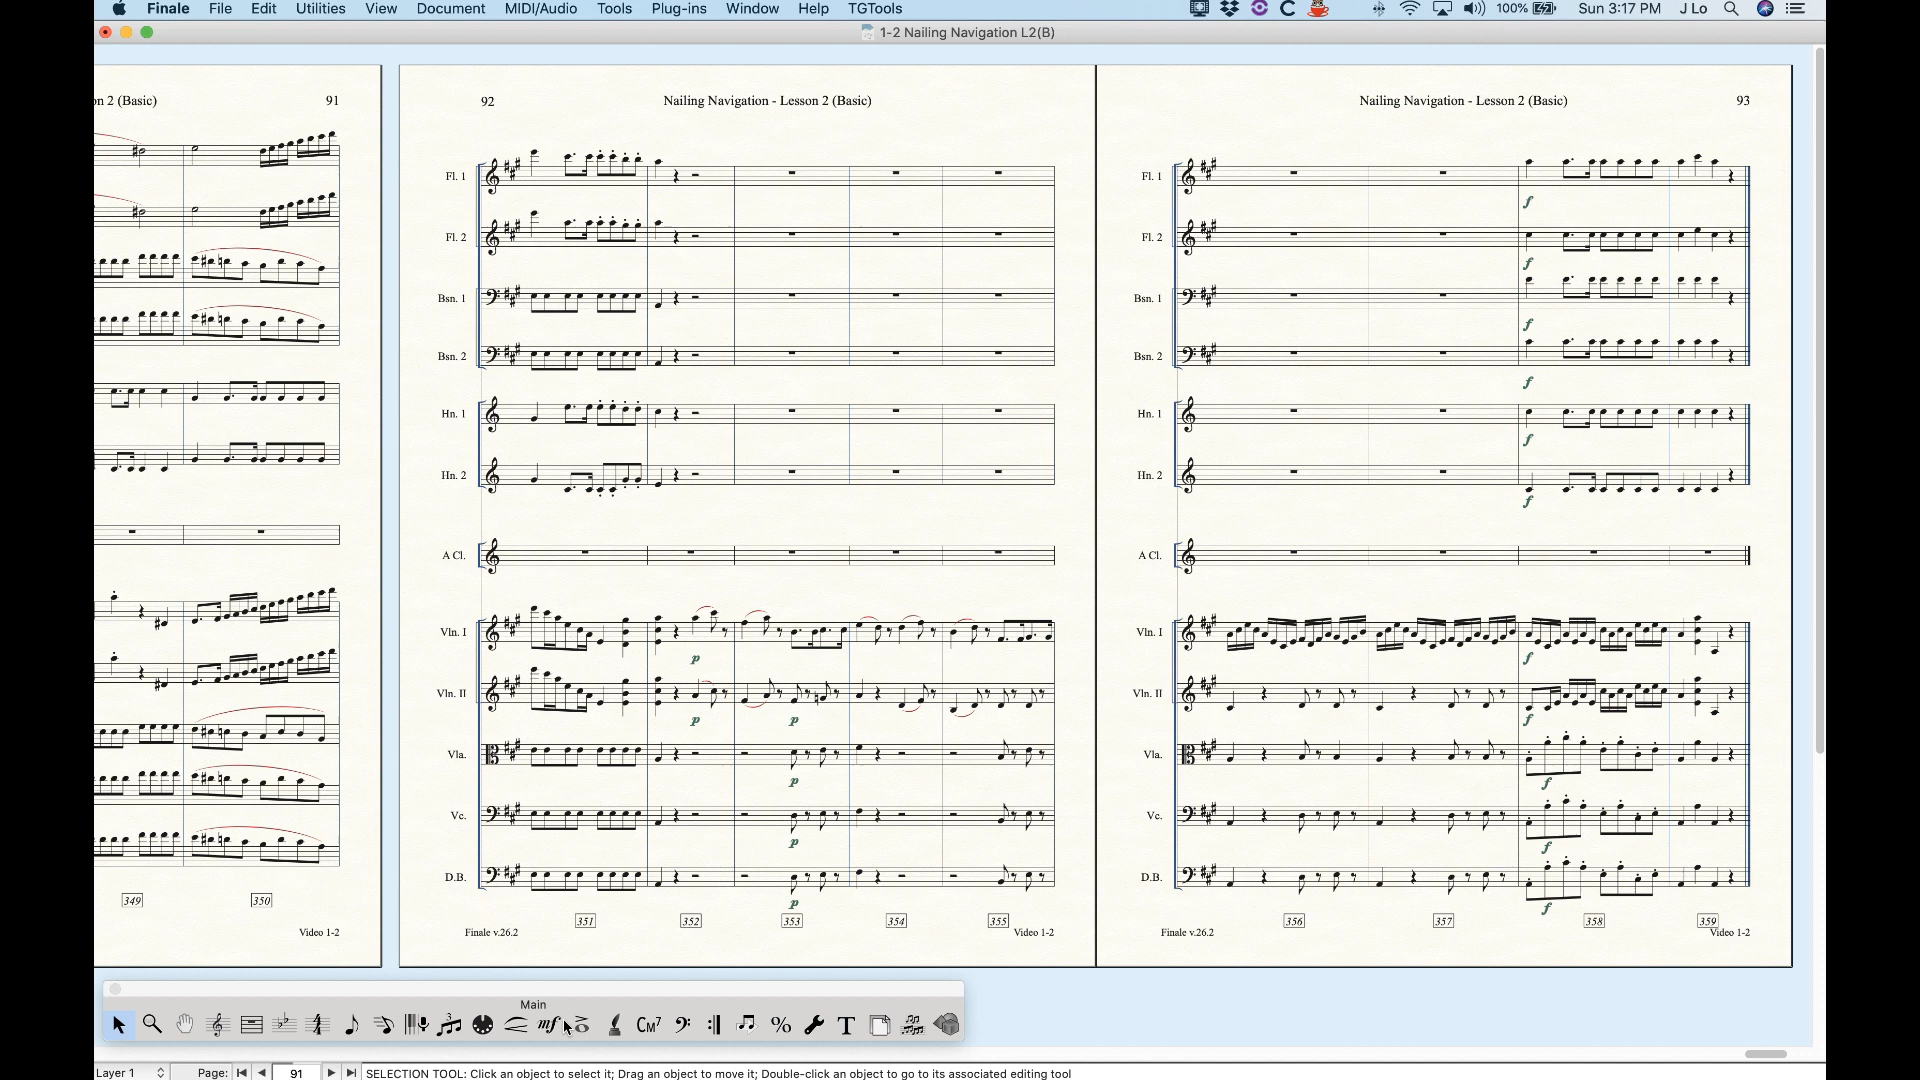 Finale File Edit Utilities View Document MIDI/Audio Tools Plug-ins Window Help TGTools 100% Sun 3:17 PM J Lo
1-2 Nailing Navigation L2(B)
on 2 (Basic) 91
349 350
Video 1-2
92 Nailing Navigation - Lesson 2 (Basic)
Fl. 1
Fl. 2
Bsn. 1
Bsn. 2
Hn. 1
Hn. 2
A Cl.
Vln. I
p
Vln. II
p p
Vla.
p
Vc.
p
D.B.
p
351 352 353 354 355
Finale v.26.2 Video 1-2
Nailing Navigation - Lesson 2 (Basic) 93
Fl. 1
f
Fl. 2
f
Bsn. 1
f
Bsn. 2
f
Hn. 1
f
Hn. 2
f
A Cl.
Vln. I
f
Vln. II
f
Vla.
f
Vc.
f
D.B.
f
356 357 358 359
Finale v.26.2 Video 1-2
Main
mf CM7 % T
Layer 1 Page: 91 SELECTION TOOL: Click an object to select it; Drag an object to move it; Double-click an object to go to its associated editing tool